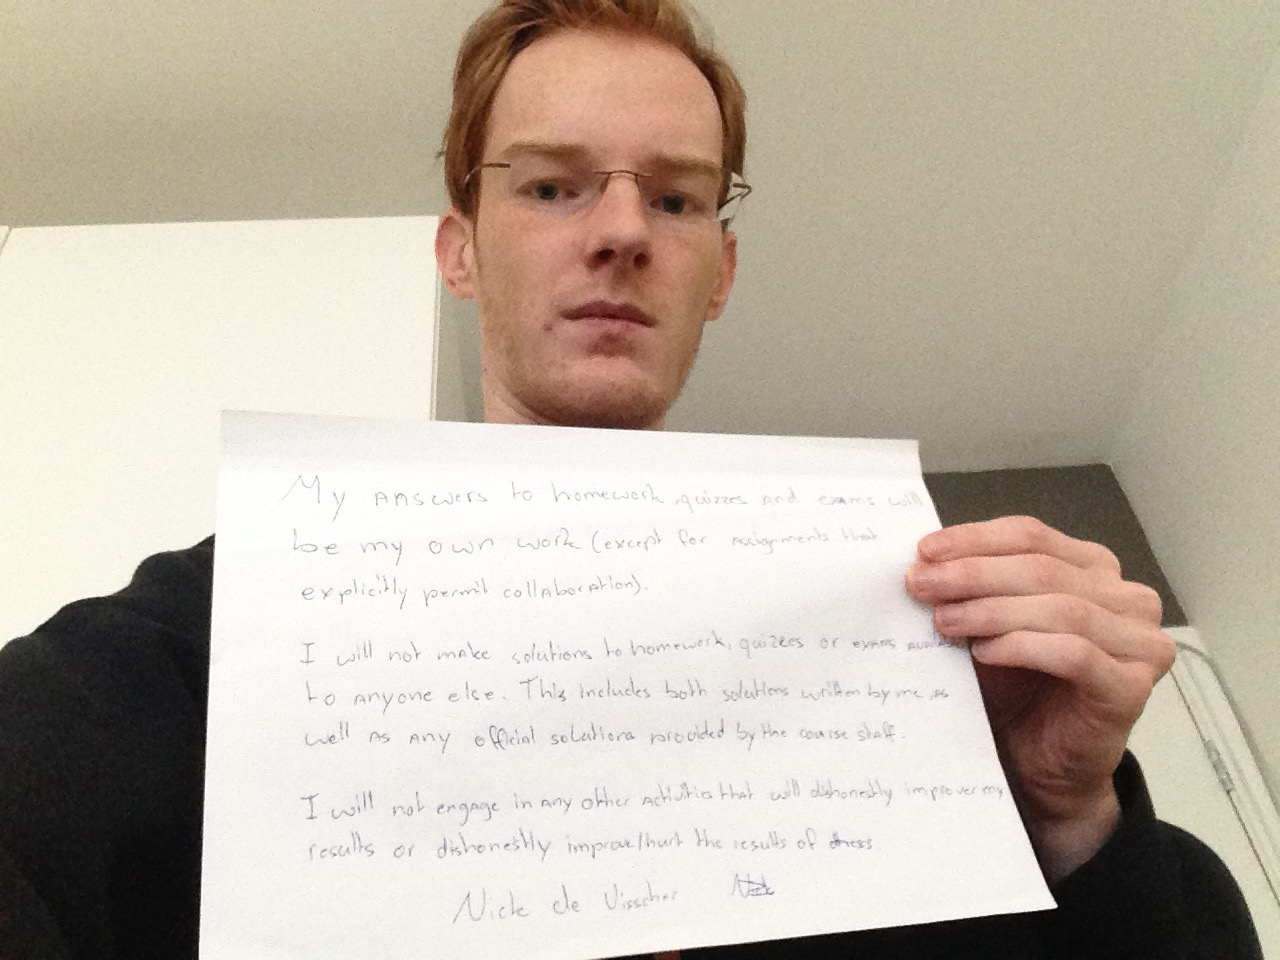 My answers to homework, quizzes and exams will
be my own work (except for assignments that
explicitly permit collaboration).
I will not make solutions to homework, quizzes or exams
to anyone else. This includes both solutions written by me, as
well as any official solutions provided by the course staff.
I will not engage in any other activities that will dishonestly improve my
results or dishonestly improve/hurt the results of
Nick de Visscher